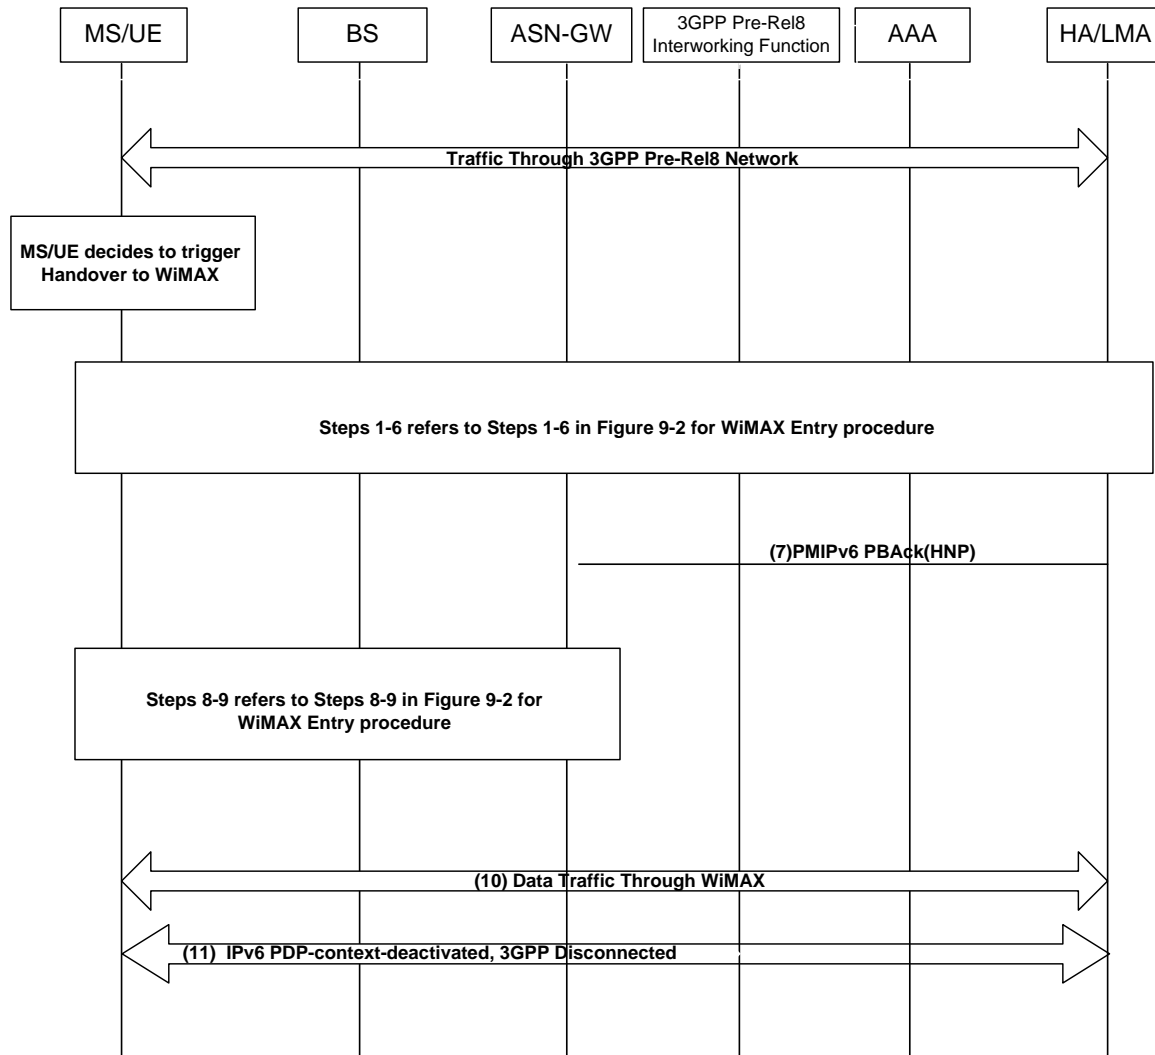 MS/UE
BS
ASN-GW
3GPP Pre-Rel8
Interworking Function
AAA
HA/LMA
Traffic Through 3GPP Pre-Rel8 Network
MS/UE decides to trigger
Handover to WiMAX
Steps 1-6 refers to Steps 1-6 in Figure 9-2 for WiMAX Entry procedure
(7)PMIPv6 PBAck(HNP)
Steps 8-9 refers to Steps 8-9 in Figure 9-2 for
WiMAX Entry procedure
(10) Data Traffic Through WiMAX
(11) IPv6 PDP-context-deactivated, 3GPP Disconnected